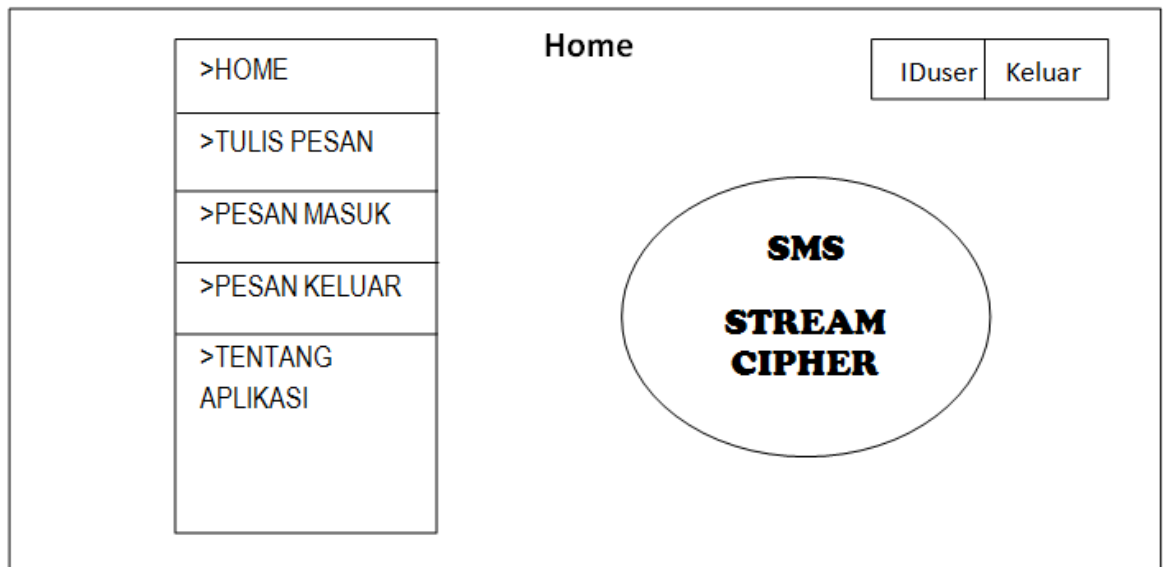 Home
IDuser Keluar
>HOME
>TULIS PESAN
>PESAN MASUK
>PESAN KELUAR
>TENTANG
APLIKASI
SMS
STREAM
CIPHER